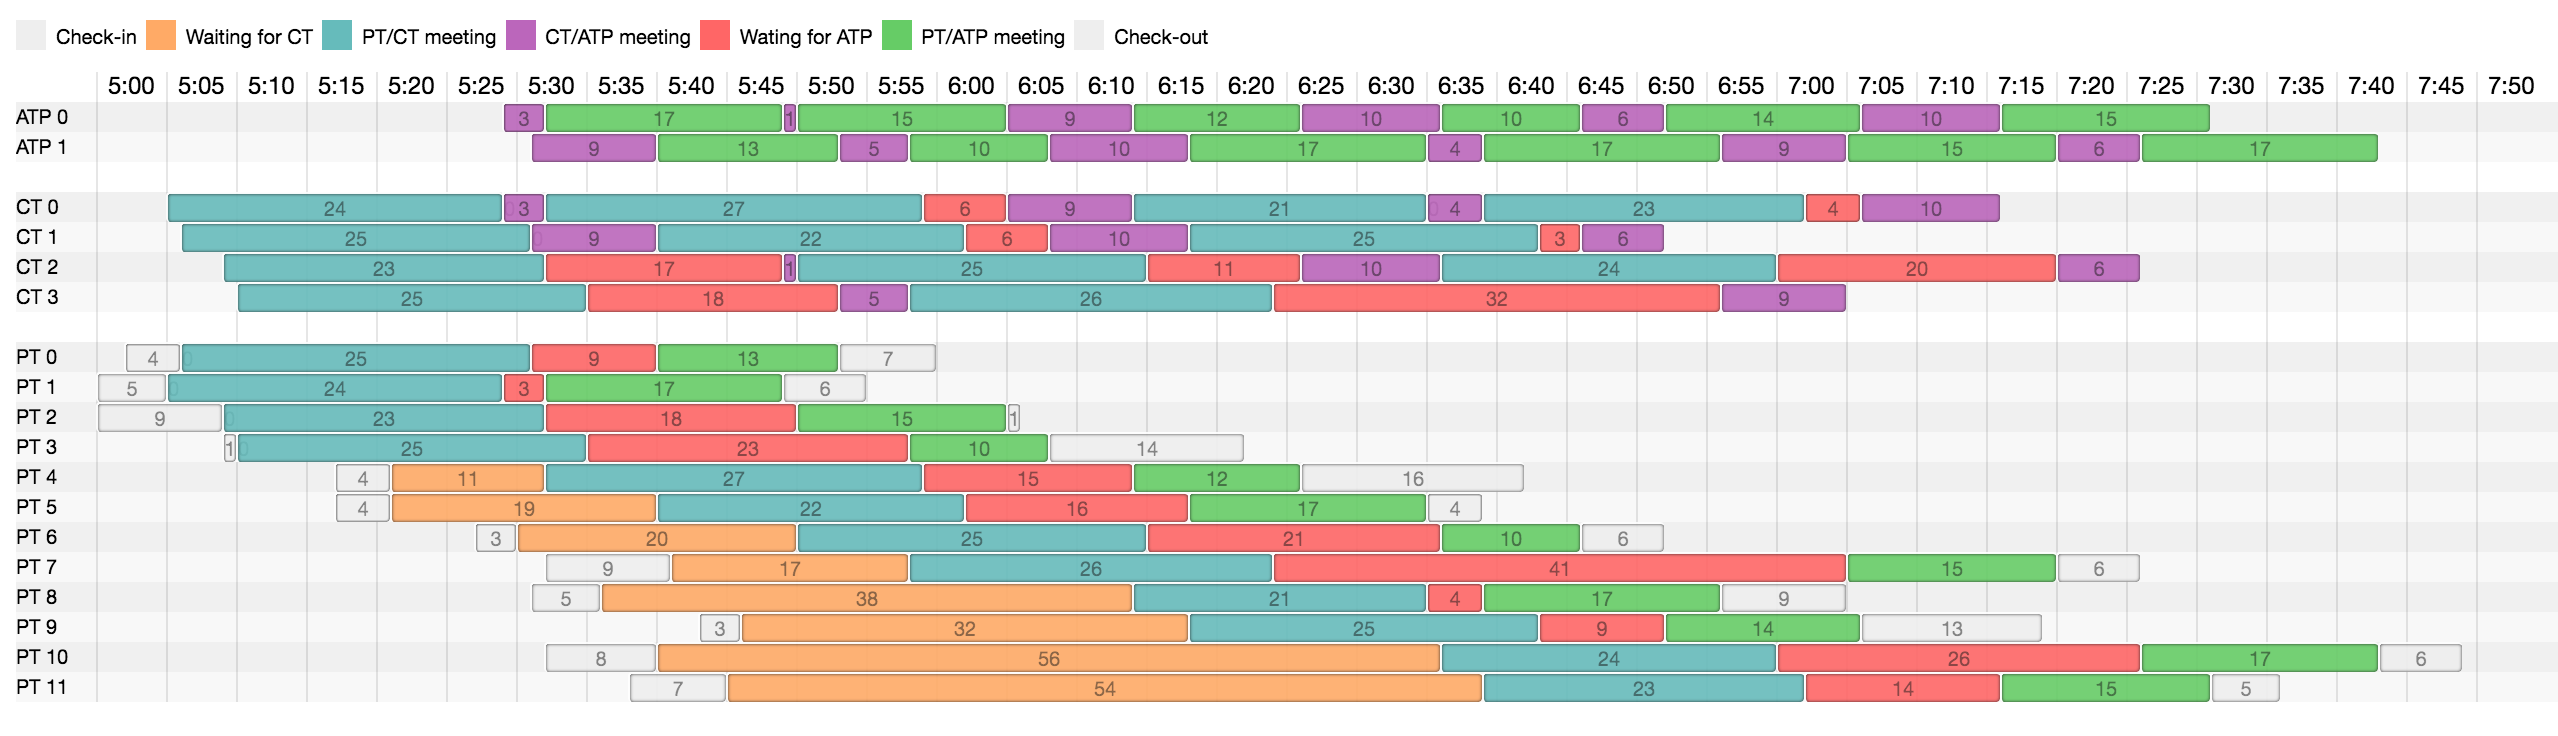 Check-in Waiting for CT PT/CT meeting CT/ATP meeting Wating for ATP PT/ATP meeting Check-out
5:00 5:05 5:10 5:15 5:20 5:25 5:30 5:35 5:40 5:45 5:50 5:55 6:00 6:05 6:10 6:15 6:20 6:25 6:30 6:35 6:40 6:45 6:50 6:55 7:00 7:05 7:10 7:15 7:20 7:25 7:30 7:35 7:40 7:45 7:50
ATP 0 3 17 1 15 9 12 10 10 6 14 10 15
ATP 1 9 13 5 10 10 17 4 17 9 15 6 17
CT 0 24 0 3 27 6 9 21 0 4 23 4 10
CT 1 25 0 9 22 6 10 25 3 6
CT 2 23 17 1 25 11 10 24 20 6
CT 3 25 18 5 26 32 9
PT 0 4 0 25 9 13 7
PT 1 5 0 24 3 17 6
PT 2 9 0 23 18 15 1
PT 3 1 0 25 23 10 14
PT 4 4 11 27 15 12 16
PT 5 4 19 22 16 17 4
PT 6 3 20 25 21 10 6
PT 7 9 17 26 41 15 6
PT 8 5 38 21 4 17 9
PT 9 3 32 25 9 14 13
PT 10 8 56 24 26 17 6
PT 11 7 54 23 14 15 5